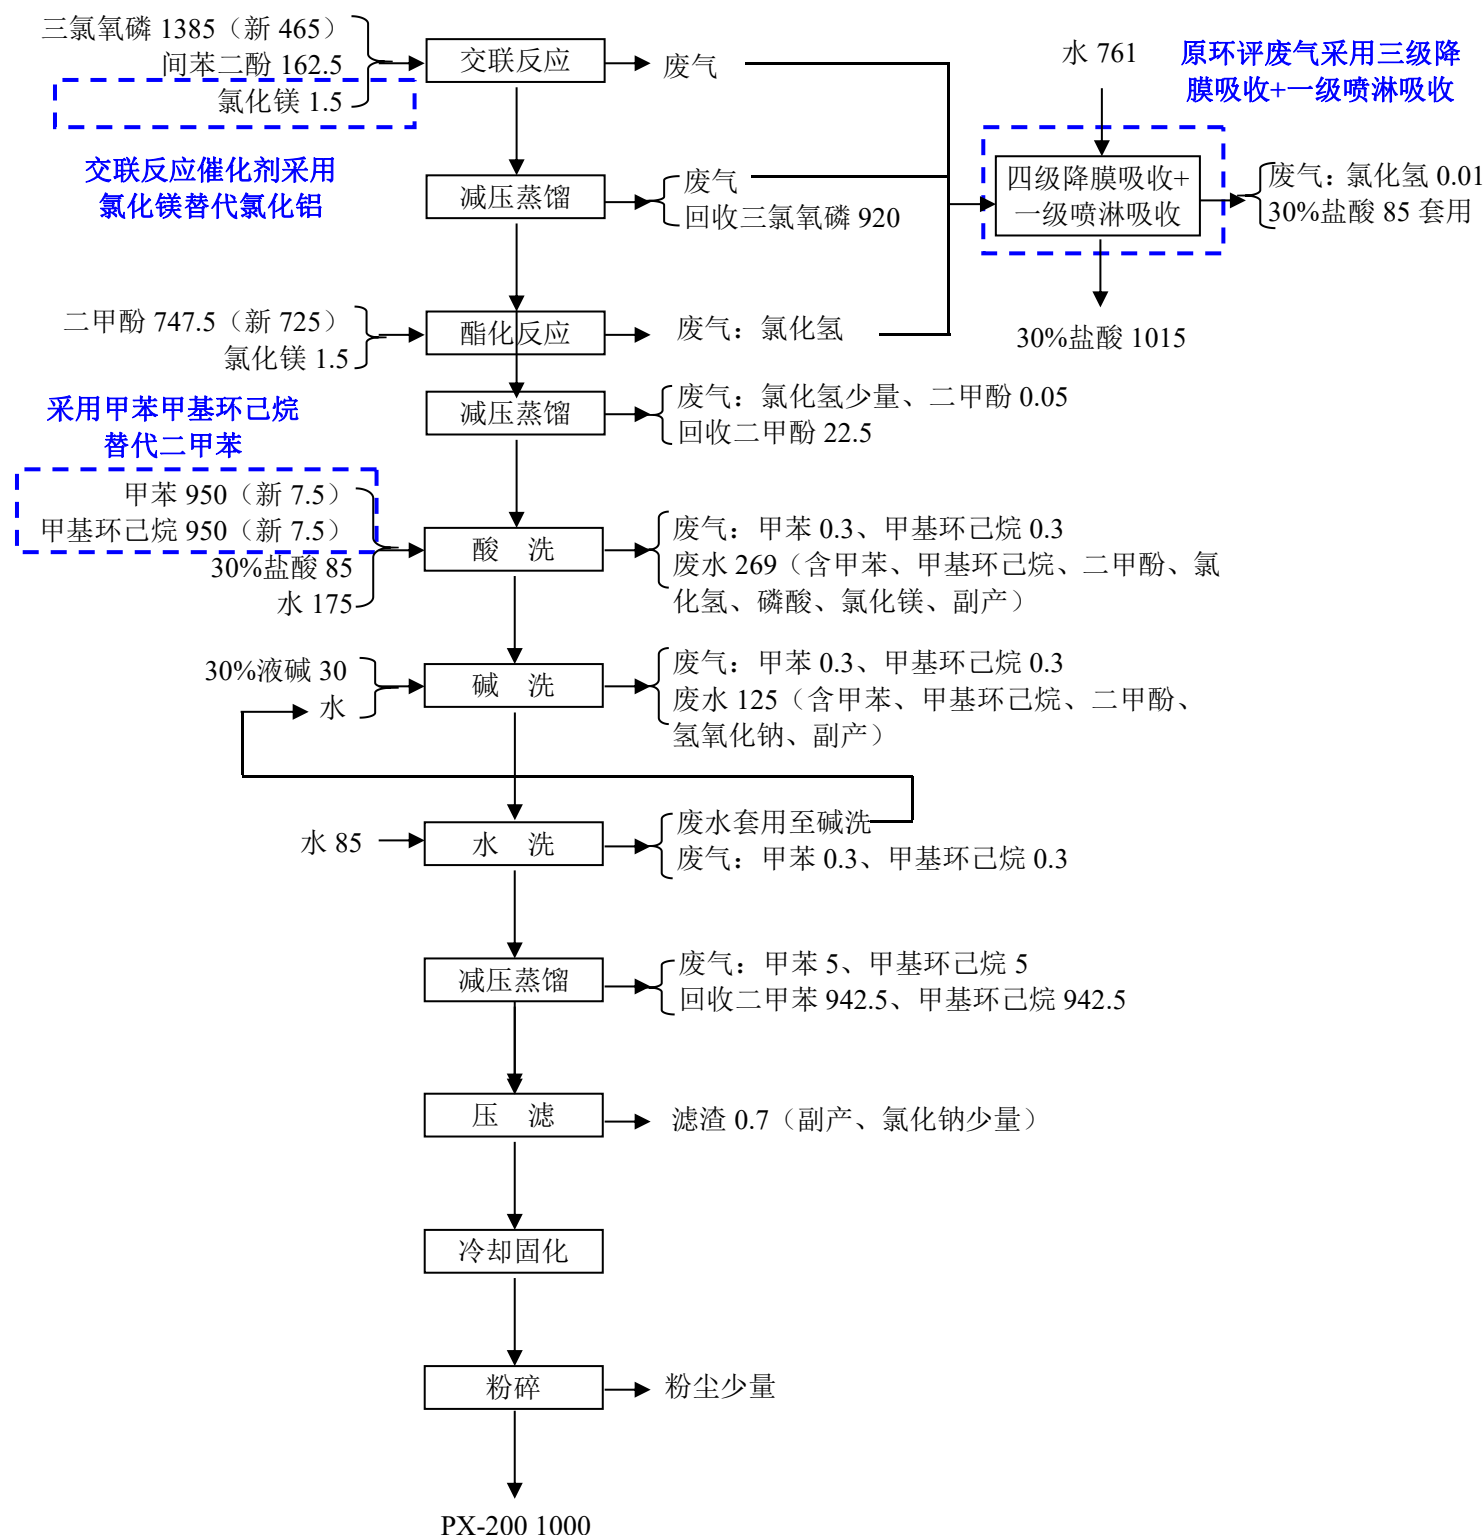 三氯氧磷 1385（新 465）
间苯二酚 162.5
氯化镁 1.5
交联反应
废气
水 761
原环评废气采用三级降
膜吸收+一级喷淋吸收
交联反应催化剂采用
氯化镁替代氯化铝
减压蒸馏
废气
回收三氯氧磷 920
四级降膜吸收+
一级喷淋吸收
废气：氯化氢 0.01
30%盐酸 85 套用
二甲酚 747.5（新 725）
氯化镁 1.5
酯化反应
废气：氯化氢
30%盐酸 1015
采用甲苯甲基环己烷
替代二甲苯
减压蒸馏
废气：氯化氢少量、二甲酚 0.05
回收二甲酚 22.5
甲苯 950（新 7.5）
甲基环己烷 950（新 7.5）
30%盐酸 85
水 175
酸 洗
废气：甲苯 0.3、甲基环己烷 0.3
废水 269（含甲苯、甲基环己烷、二甲酚、氯
化氢、磷酸、氯化镁、副产）
30%液碱 30
水
碱 洗
废气：甲苯 0.3、甲基环己烷 0.3
废水 125（含甲苯、甲基环己烷、二甲酚、
氢氧化钠、副产）
水 85
水 洗
废水套用至碱洗
废气：甲苯 0.3、甲基环己烷 0.3
减压蒸馏
废气：甲苯 5、甲基环己烷 5
回收二甲苯 942.5、甲基环己烷 942.5
压 滤
滤渣 0.7（副产、氯化钠少量）
冷却固化
粉碎
粉尘少量
PX-200 1000